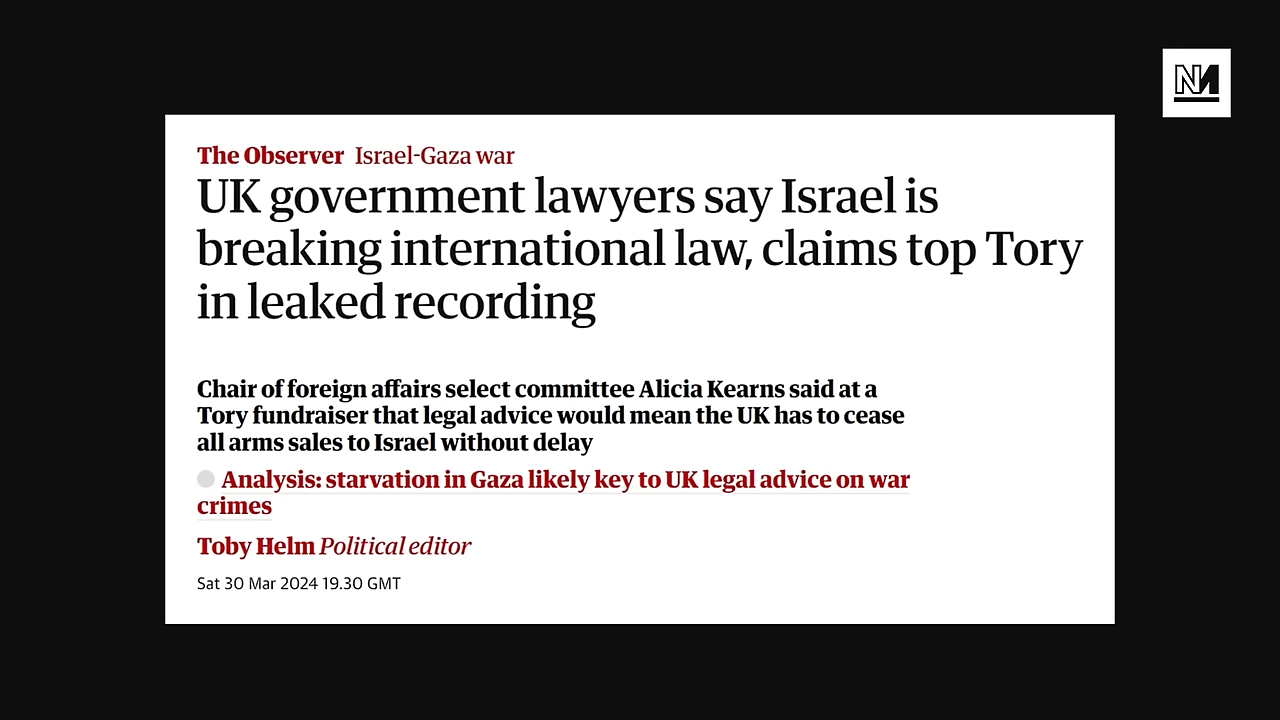 NM
The Observer Israel-Gaza war
UK government lawyers say Israel is
breaking international law, claims top Tory
in leaked recording
Chair of foreign affairs select committee Alicia Kearns said at a
Tory fundraiser that legal advice would mean the UK has to cease
all arms sales to Israel without delay
Analysis: starvation in Gaza likely key to UK legal advice on war
crimes
Toby Helm Political editor
Sat 30 Mar 2024 19.30 GMT